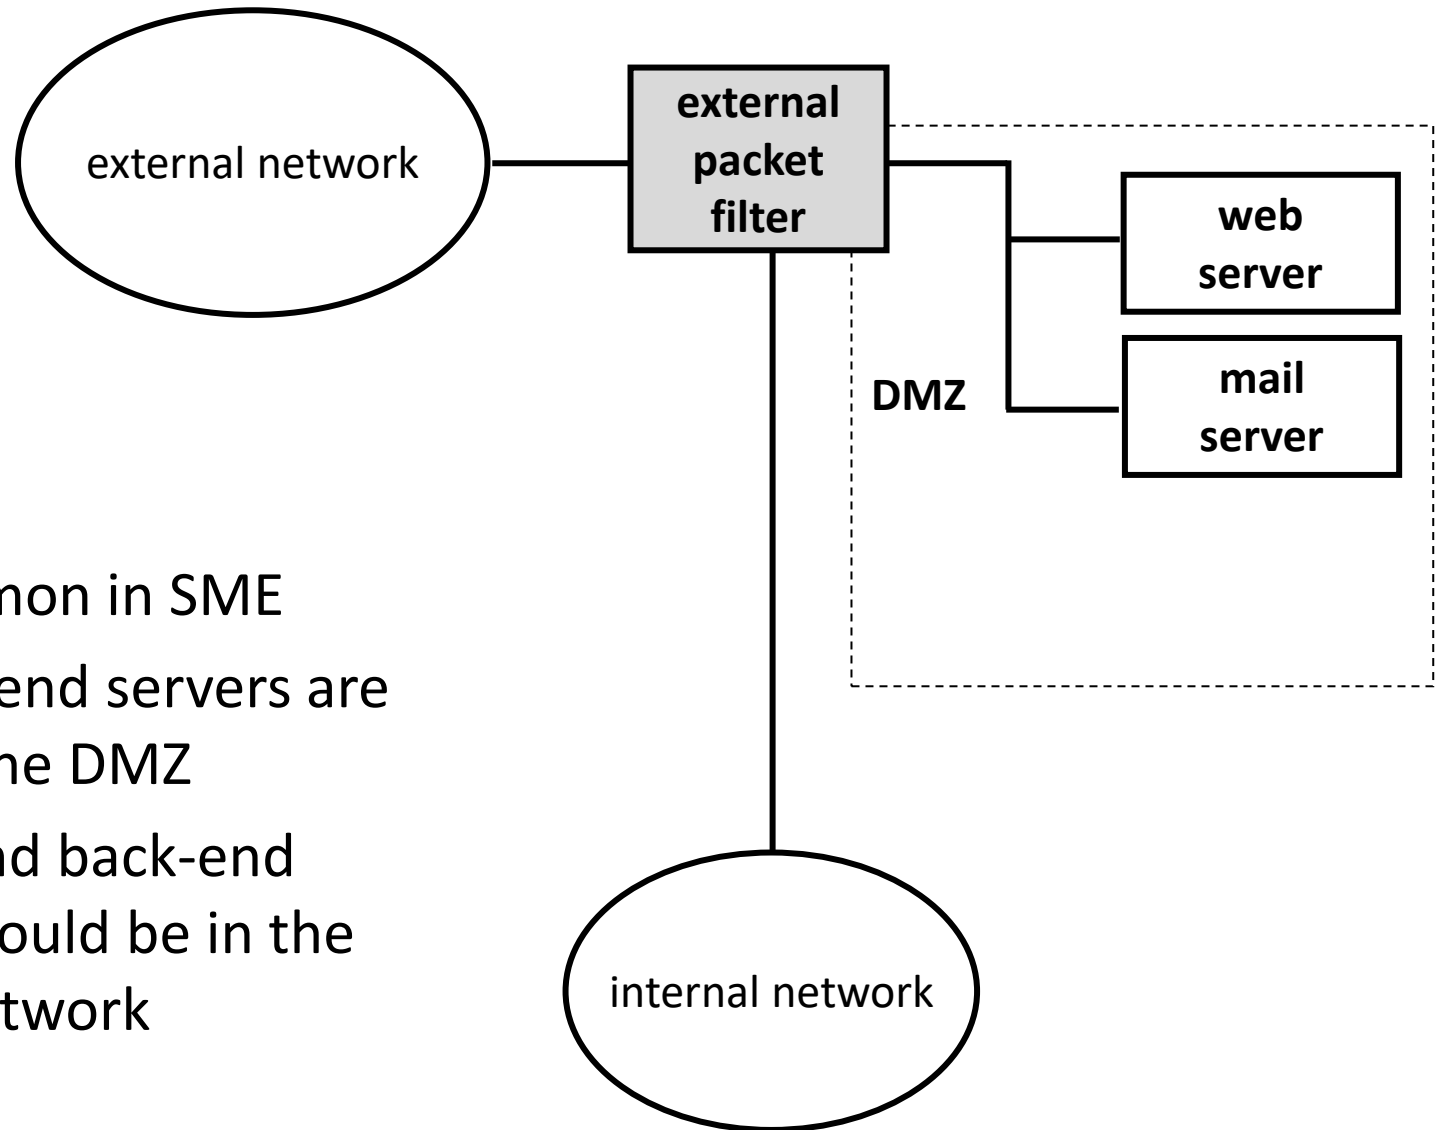 external network
external
packet
filter
web
server
mail
server
DMZ
mon in SME
end servers are
he DMZ
nd back-end
ould be in the
twork
internal network